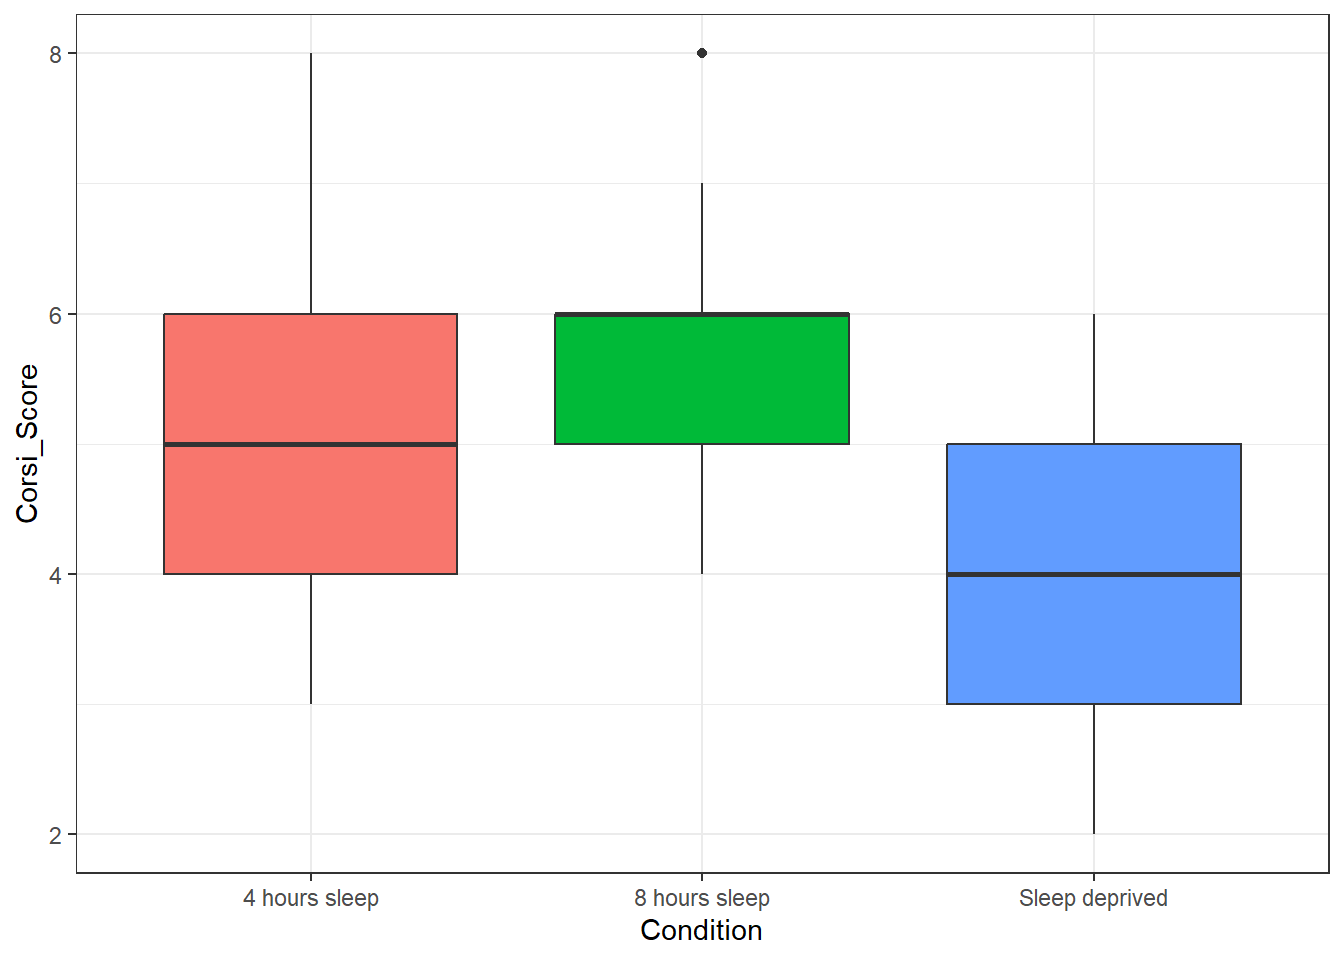 8
6
4
2
Corsi_Score
4 hours sleep
8 hours sleep
Sleep deprived
Condition